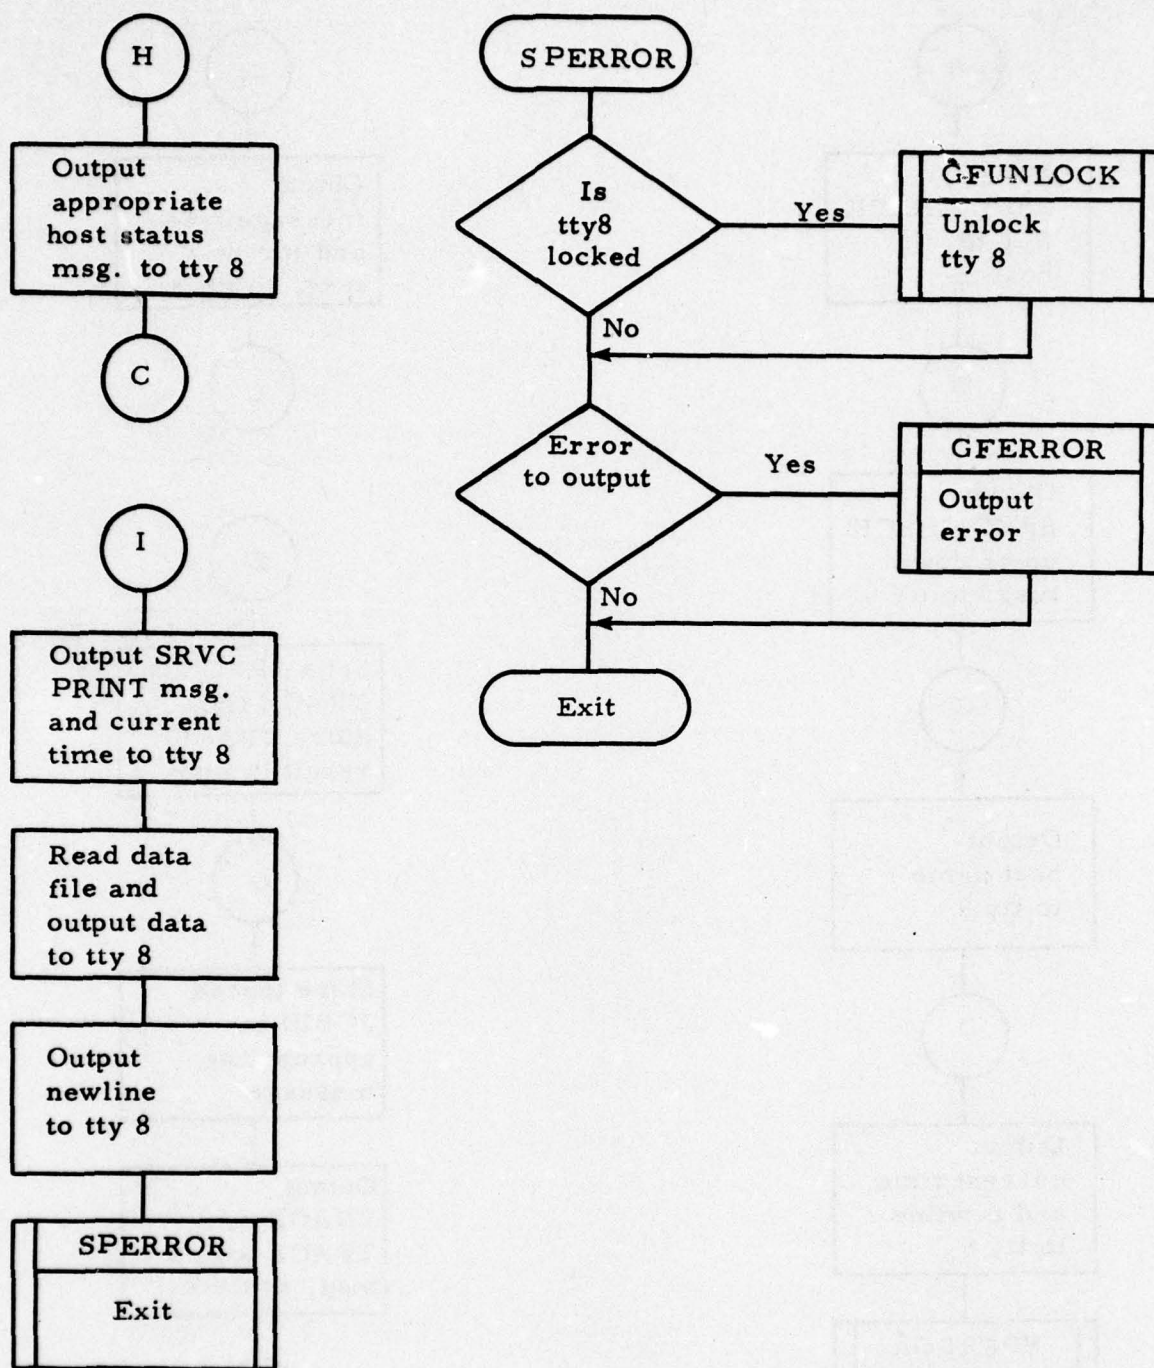 H
Output
appropriate
host status
msg. to tty 8
C
I
Output SRVC
PRINT msg.
and current
time to tty 8
Read data
file and
output data
to tty 8
Output
newline
to tty 8
SPERROR
Exit
SPERROR
Is
tty8
locked
Yes
GFUNLOCK
Unlock
tty 8
No
Error
to output
Yes
GFERROR
Output
error
No
Exit